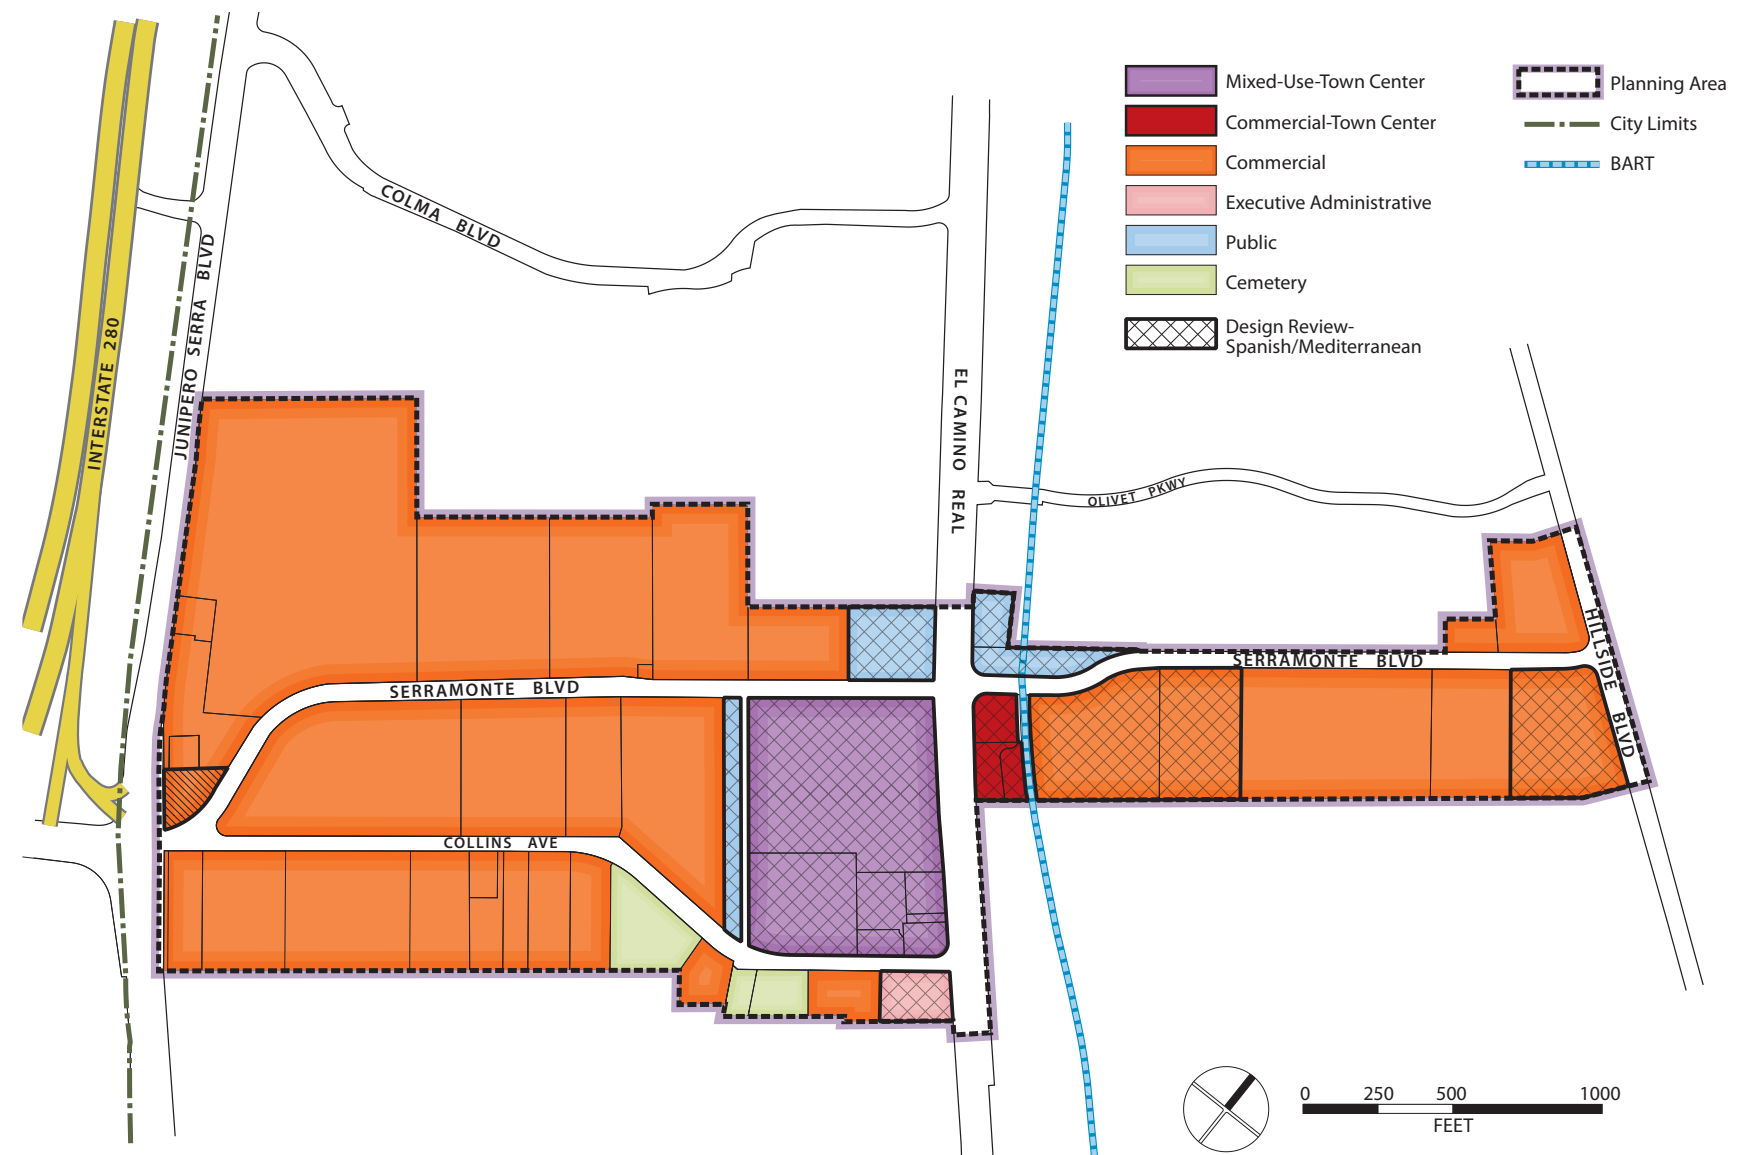 Mixed-Use-Town Center
Commercial-Town Center
Commercial
Executive Administrative
Public
Cemetery
Design Review-
Spanish/Mediterranean
Planning Area
City Limits
BART
COLMA BLVD
JUNIPERO SERRA BLVD
INTERSTATE 280
EL CAMINO REAL
OLIVET PKWY
SERRAMONTE BLVD
SERRAMONTE BLVD
HILLSIDE BLVD
COLLINS AVE
0 250 500 1000
FEET